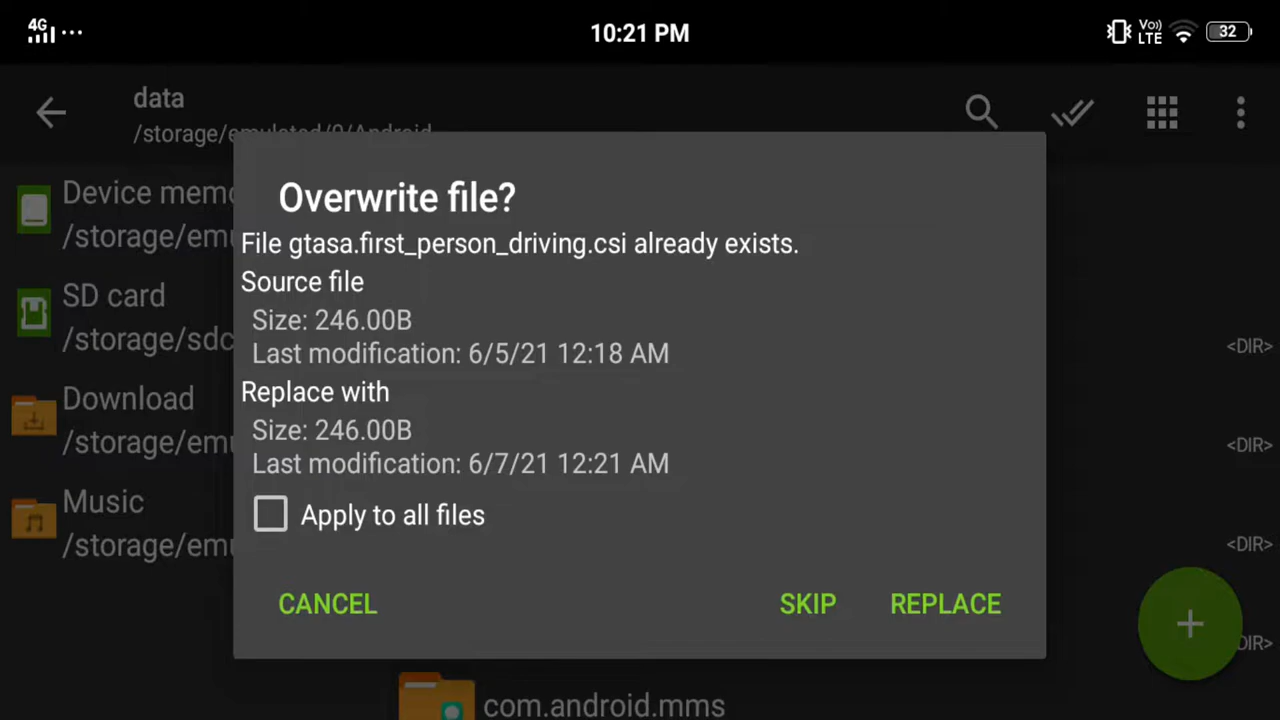 4G
10:21 PM
Vo)
LTE
32
data
/storage/emulated/0/Android
Device mem
/storage/emu
SD card
/storage/sdc
Download
/storage/emu
Music
/storage/emu
Overwrite file?
File gtasa.first_person_driving.csi already exists.
Source file
Size: 246.00B
Last modification: 6/5/21 12:18 AM
Replace with
Size: 246.00B
Last modification: 6/7/21 12:21 AM
Apply to all files
CANCEL
SKIP
REPLACE
<DIR>
<DIR>
<DIR>
DIR>
com.android.mms